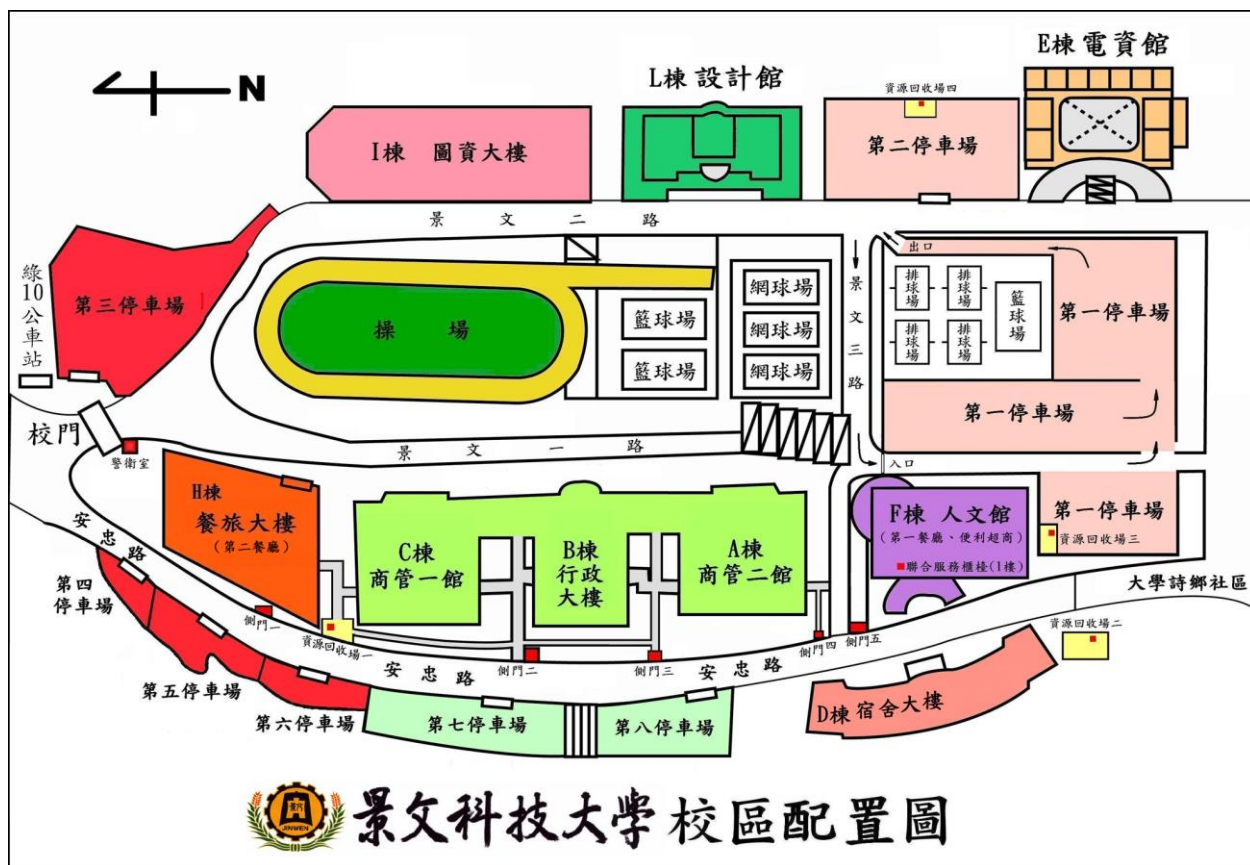 E棟電資館
L棟設計館
資源回收場四
N
I棟 圖資大樓
第二停車場
景文二路
出口
綠10公車站
第三停車場
操場
籃球場
籃球場
網球場
網球場
網球場
景文三路
排球場
排球場
排球場
排球場
籃球場
第一停車場
第一停車場
校門
警衛室
景文一路
入口
H棟
餐旅大樓
(第二餐廳)
C棟
商管一館
B棟
行政
大樓
A棟
商管二館
F棟 人文館
(第一餐廳、便利超商)
聯合服務櫃檯(1樓)
第一停車場
資源回收場三
安忠路
第四
停車場
側門一
資源回收場一
側門二
側門三
側門四
側門五
大學詩鄉社區
資源回收場二
安忠路
安忠路
第五停車場
第六停車場
第七停車場
第八停車場
D棟宿舍大樓
景文
JINWEN
景文科技大學校區配置圖